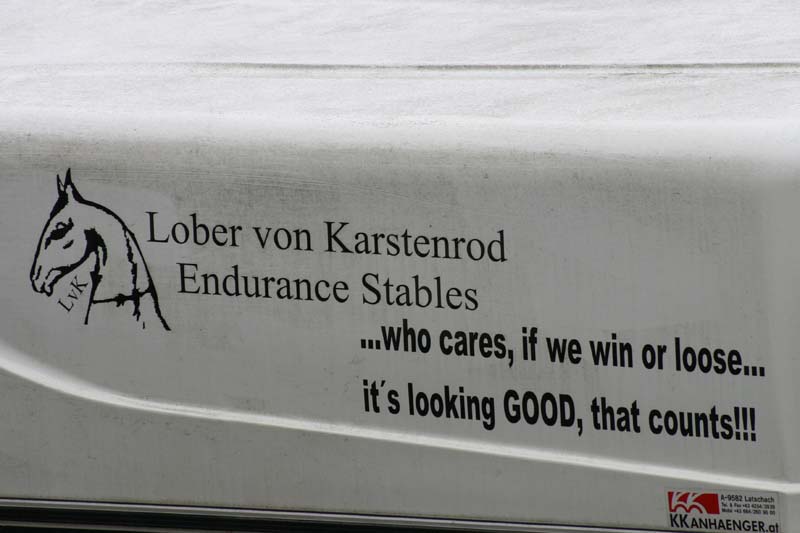 LvK
Lober von Karstenrod
Endurance Stables
...who cares, if we win or loose...
it´s looking GOOD, that counts!!!
A-9582 Latschach
KKANHAENGER.at